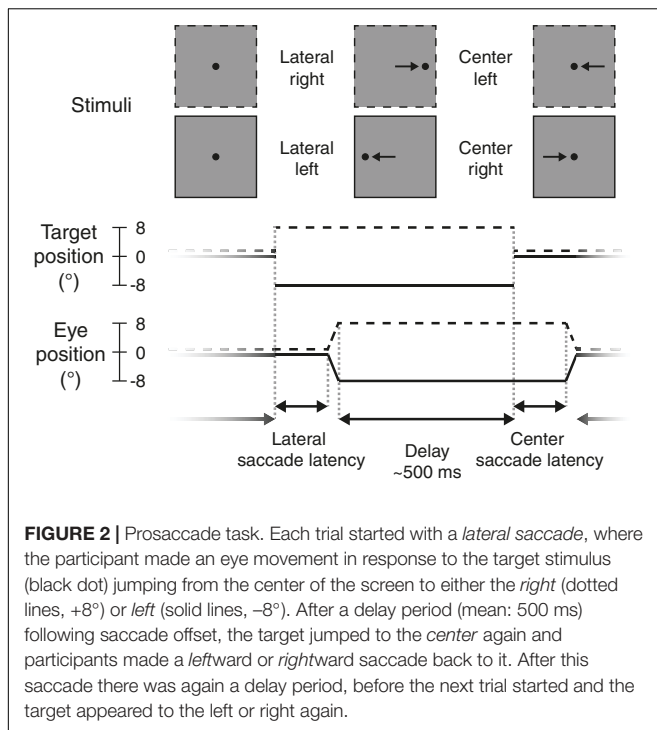 Stimuli
Lateral
right
Center
left
Lateral
left
Center
right
Target
position
(°)
8
0
-8
Eye
position
(°)
8
0
-8
Lateral
saccade latency
Delay
~500 ms
Center
saccade latency
FIGURE 2 | Prosaccade task. Each trial started with a lateral saccade, where
the participant made an eye movement in response to the target stimulus
(black dot) jumping from the center of the screen to either the right (dotted
lines, +8°) or left (solid lines, –8°). After a delay period (mean: 500 ms)
following saccade offset, the target jumped to the center again and
participants made a leftward or rightward saccade back to it. After this
saccade there was again a delay period, before the next trial started and the
target appeared to the left or right again.